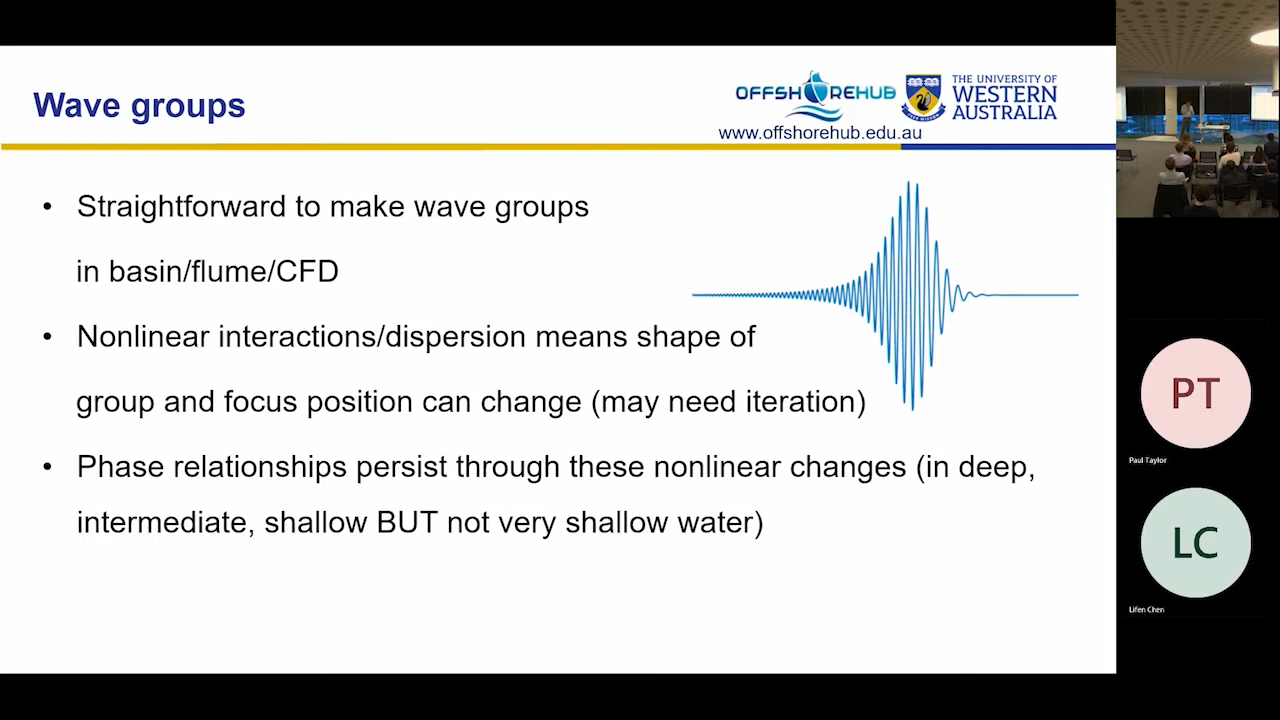 Wave groups
OFFSHOREHUB
www.offshorehub.edu.au
THE UNIVERSITY OF
WESTERN
AUSTRALIA
• Straightforward to make wave groups
in basin/flume/CFD
• Nonlinear interactions/dispersion means shape of
group and focus position can change (may need iteration)
• Phase relationships persist through these nonlinear changes (in deep,
intermediate, shallow BUT not very shallow water)
PT
Paul Taylor
LC
Lifen Chen